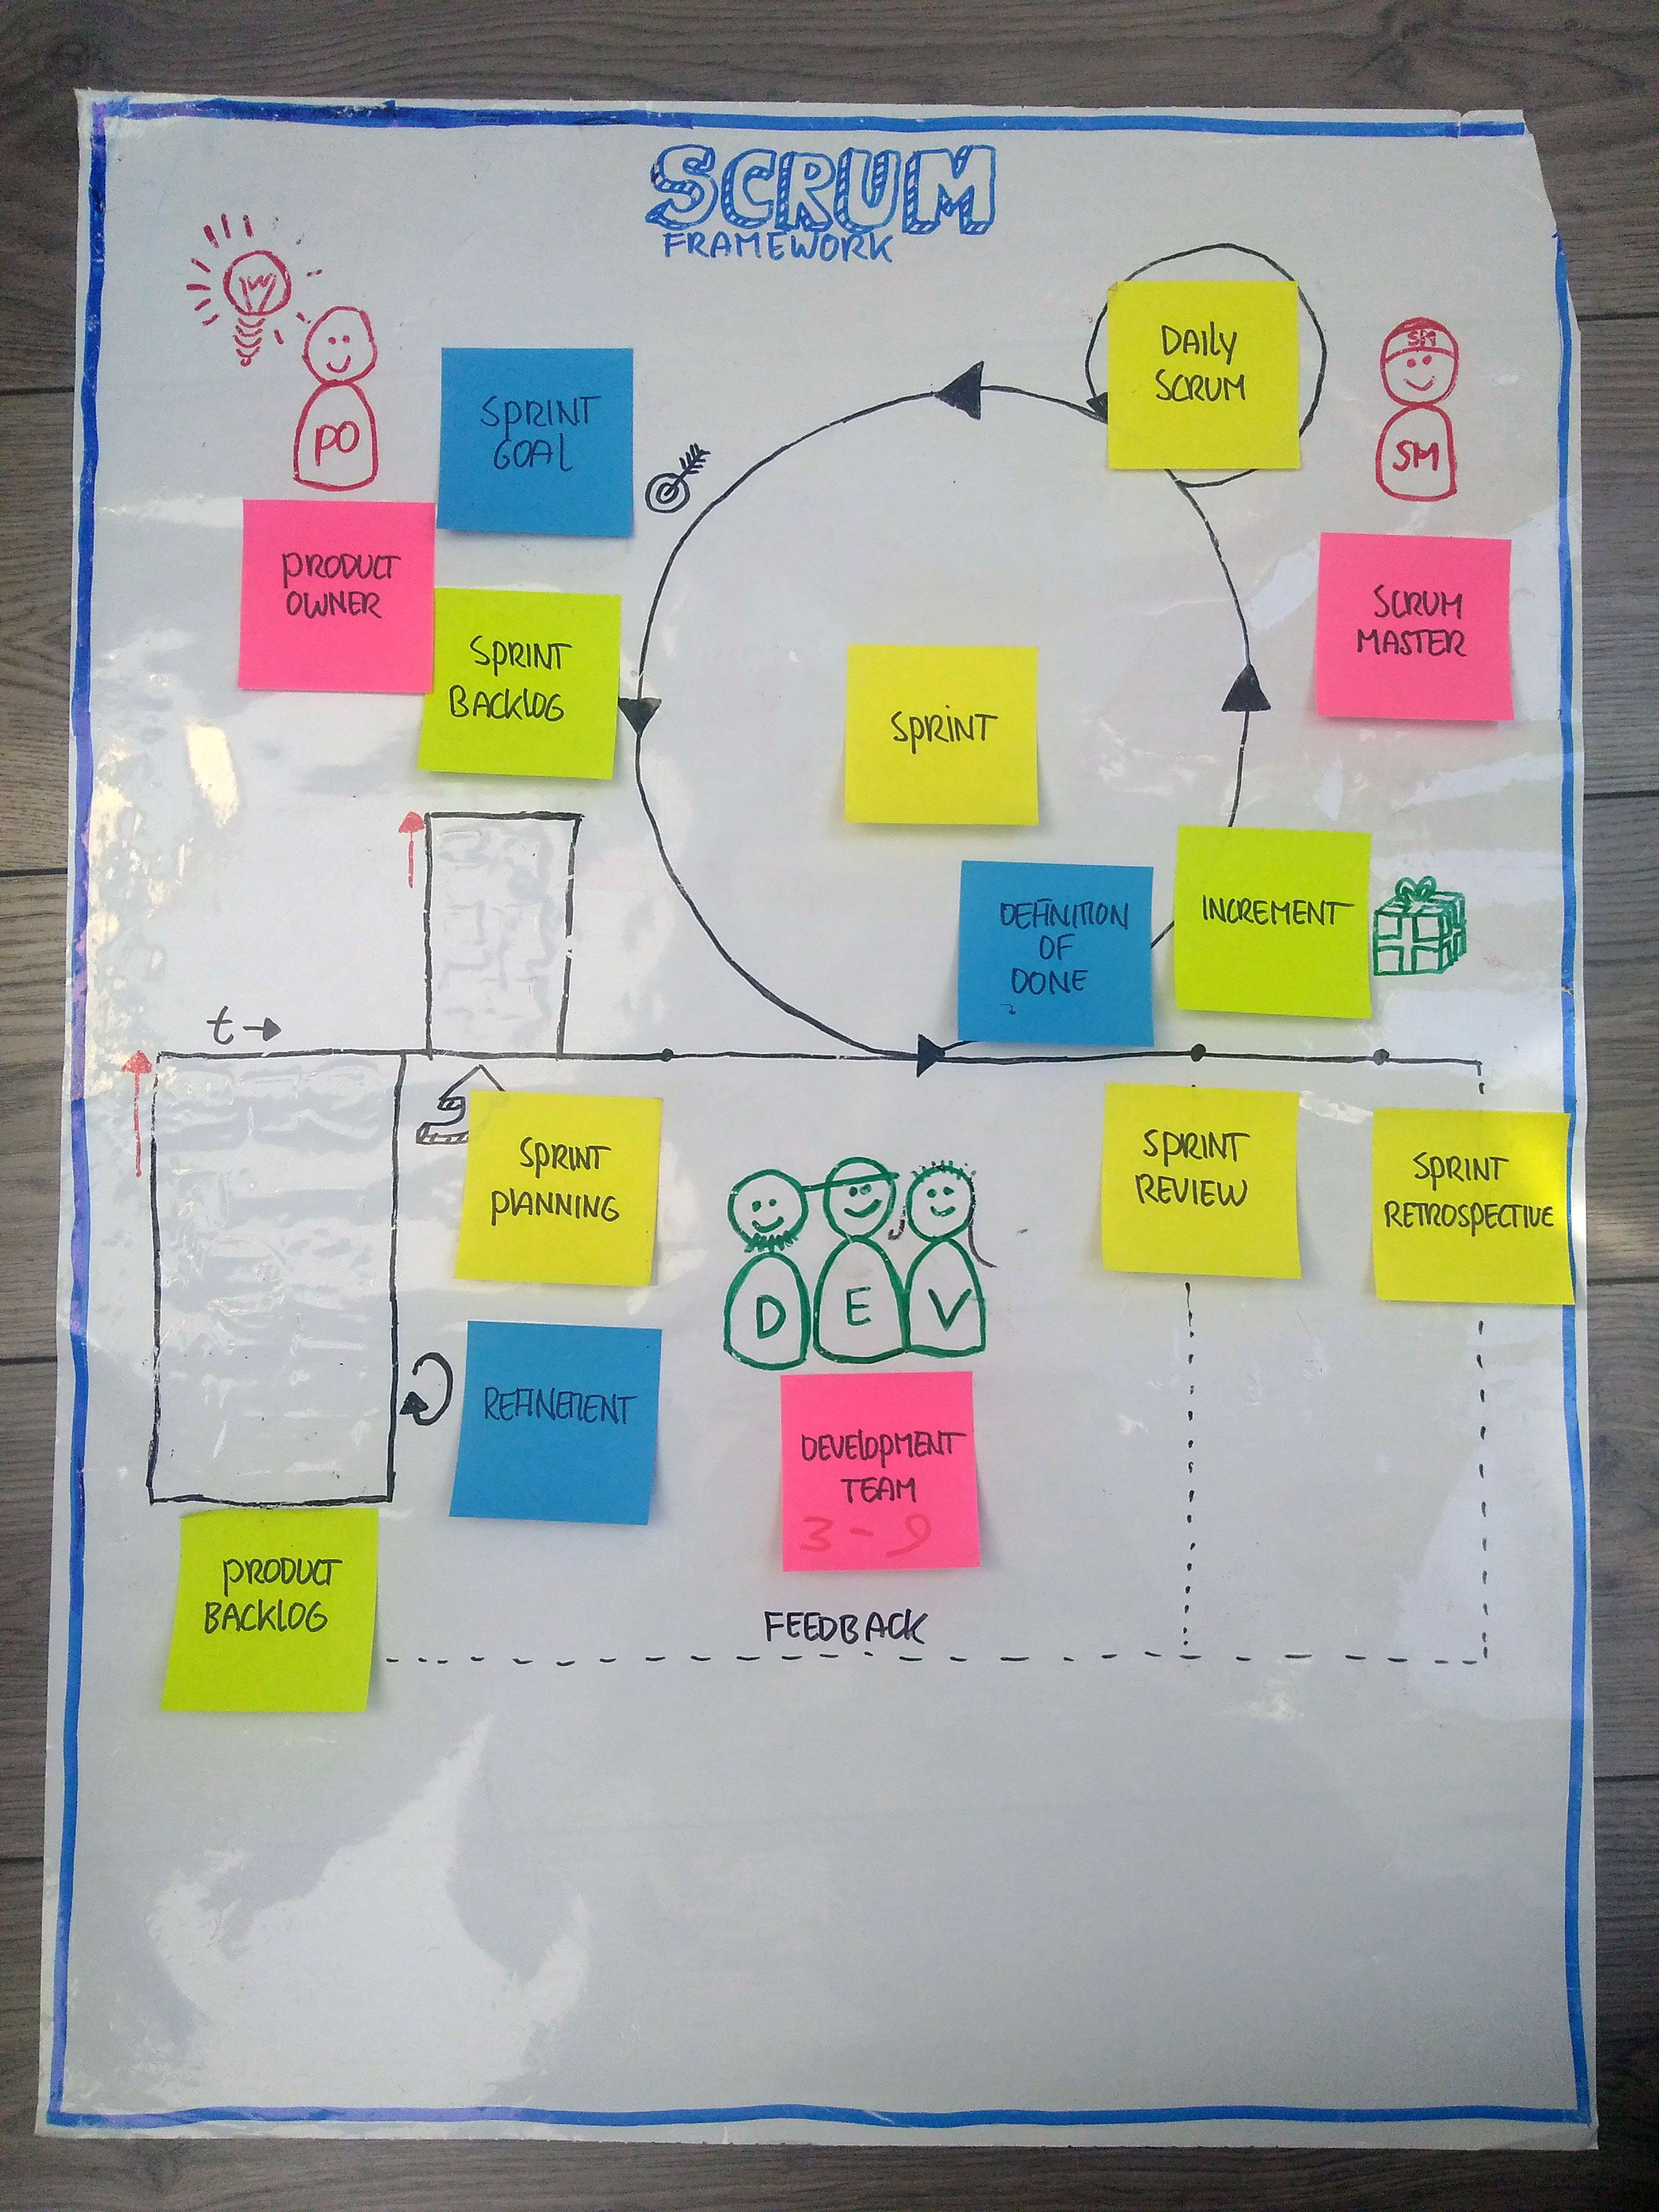 SCRUM
FRAMEWORK
PO
SPRINT
GOAL
DAILY
SCRUM
SM
SM
PRODUCT
OWNER
SPRINT
BACKLOG
SCRUM
MASTER
SPRINT
DEFINITION
OF
DONE
INCREMENT
t →
SPRINT
PLANNING
SPRINT
REVIEW
SPRINT
RETROSPECTIVE
D E V
REFINEMENT
DEVELOPMENT
TEAM
3 - 9
PRODUCT
BACKLOG
FEEDBACK